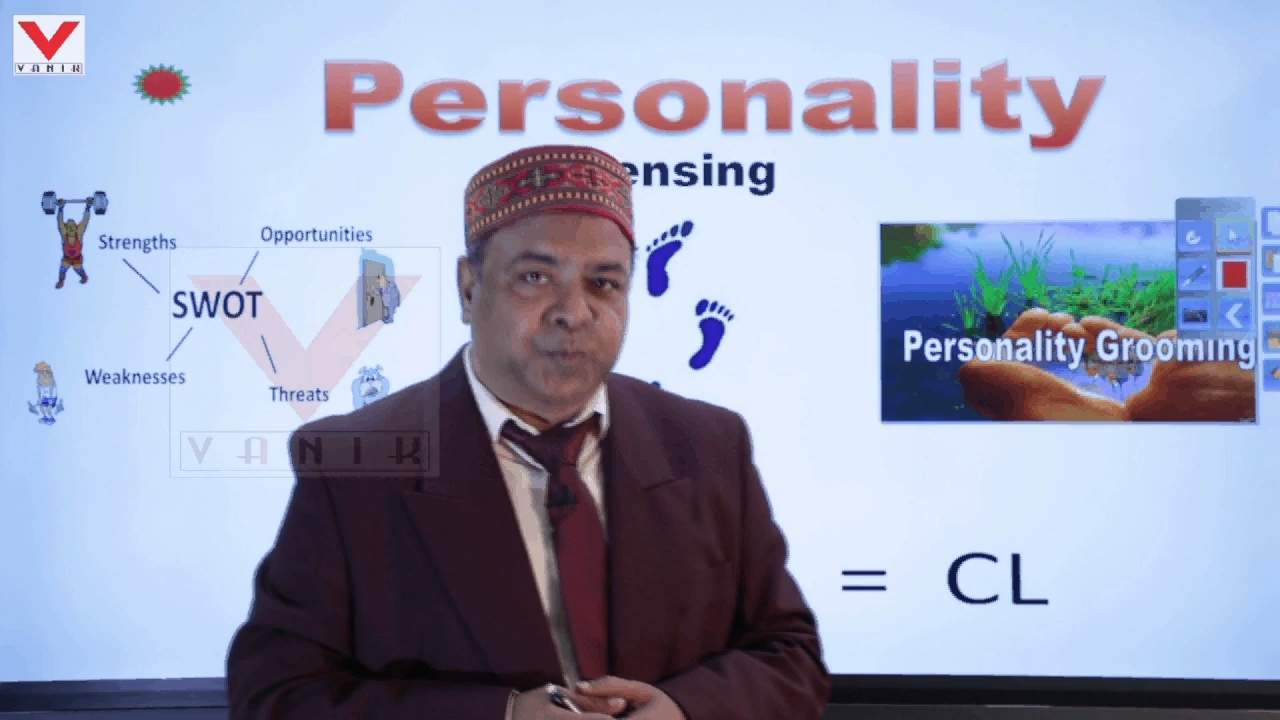 VANIK
Personality
ensing
Strengths
Opportunities
SWOT
Weaknesses
Threats
VANIK
Personality Grooming
= CL